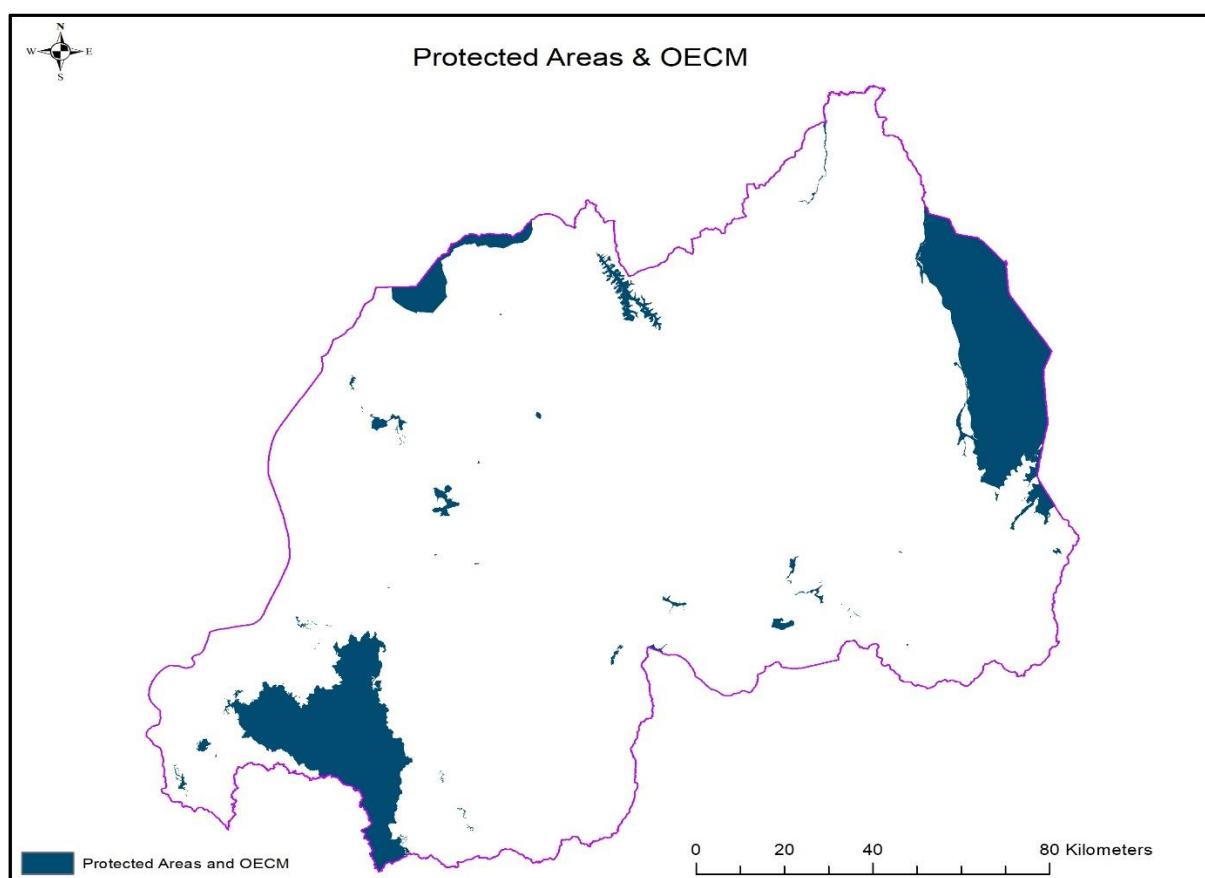 N
W E
S
Protected Areas & OECM
Protected Areas and OECM
0 20 40 80 Kilometers